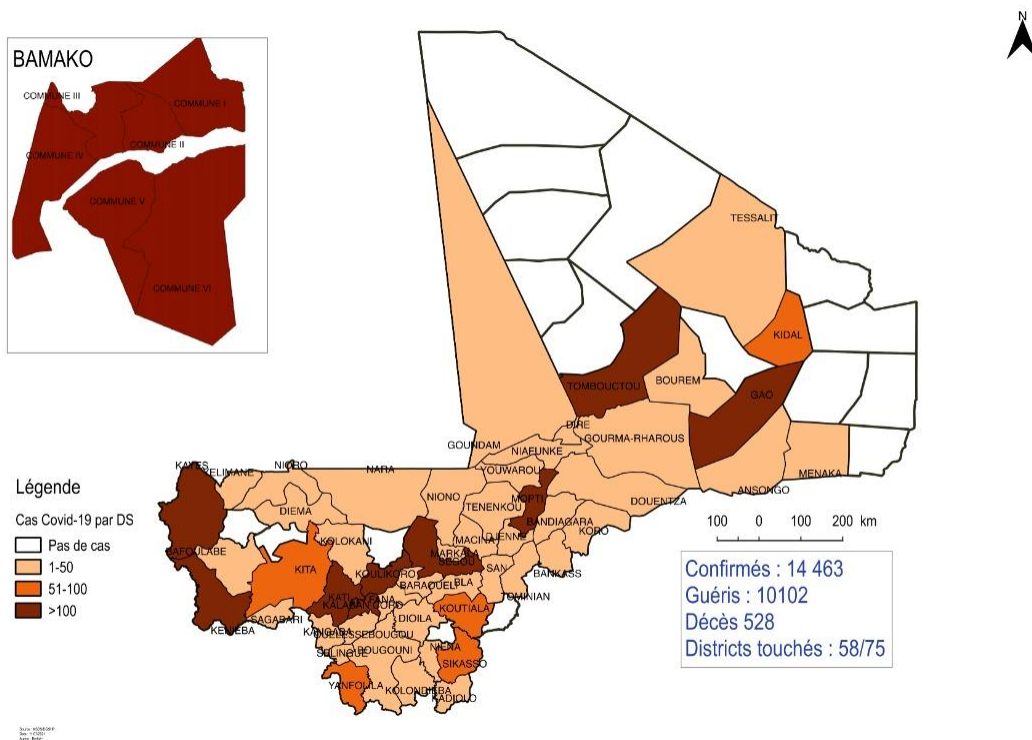 N
BAMAKO
COMMUNE III
COMMUNE I
COMMUNE II
COMMUNE IV
COMMUNE V
COMMUNE VI
TESSALIT
KIDAL
TOMBOUCTOU
BOUREM
GAO
DIRE
GOURMA-RHAROUS
GOUNDAM
NIAFUNKE
YOUWAROU
KAYES
YELIMANE
NIORO
NARA
MENAKA
ANSONGO
NIONO
MOPTI
DOUENTZA
TENENKOU
DIEMA
BANDIAGARA
KORO
KOLOKANI
MACINA
DJENNE
BAFOULABE
MARKALA
SEGOU
KITA
KOULIKORO
SAN
BANKASS
BARAOUELI
BLA
KATI
FANA
TOMINIAN
KOUTIALA
SAGABARI
DIOILA
KENIEBA
KANGABA
OUELESSEBOUGOU
NIENA
SELINGUE
BOUGOUNI
SIKASSO
YANFOLILA
KOLONDIEBA
KADIOLO
Légende
Cas Covid-19 par DS
Pas de cas
1-50
51-100
>100
100 0 100 200 km
Confirmés : 14 463
Guéris : 10102
Décès 528
Districts touchés : 58/75